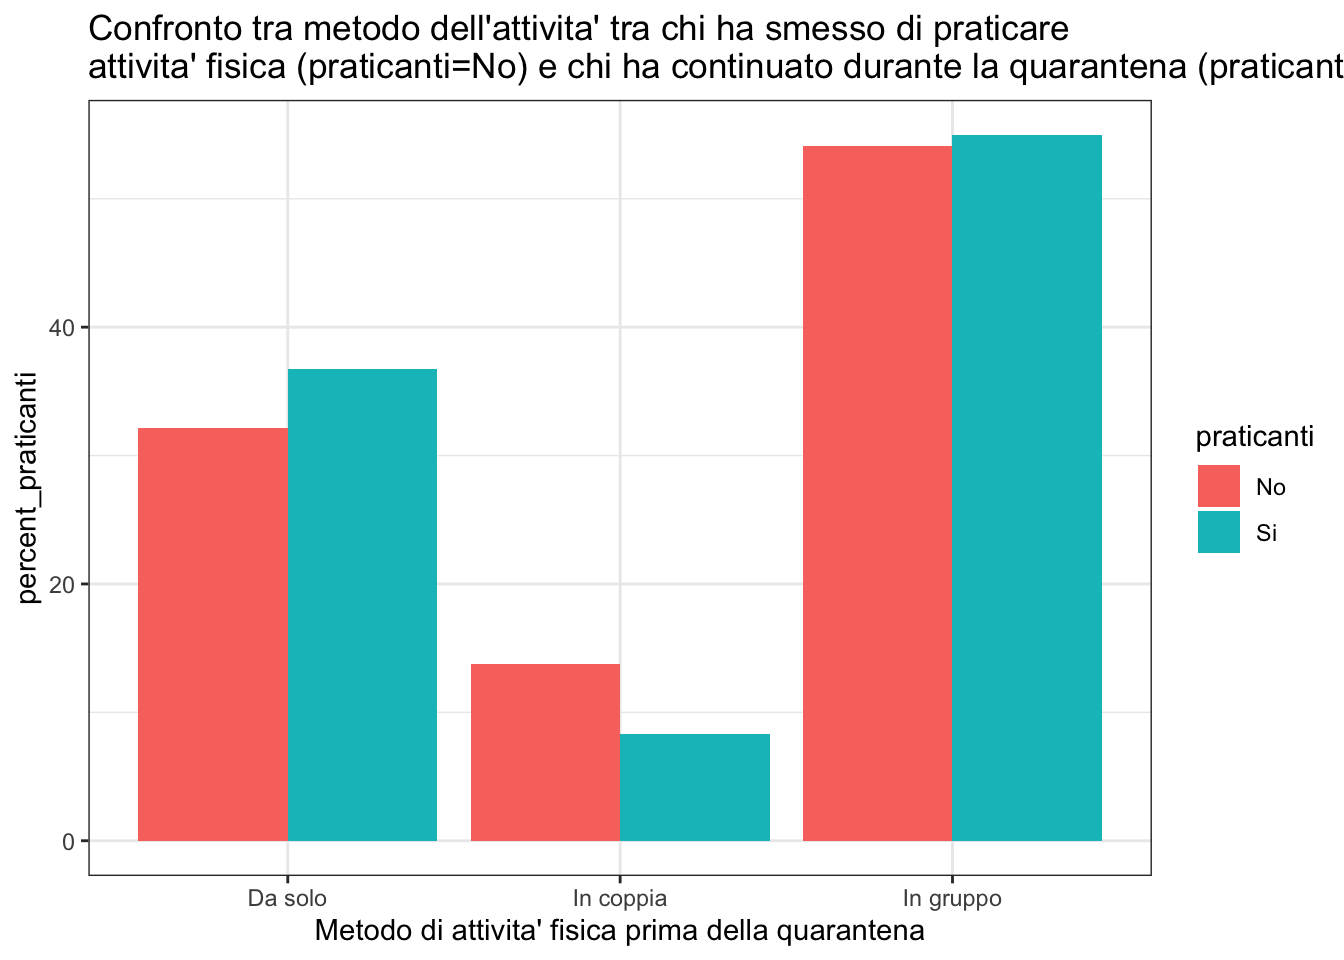 Confronto tra metodo dell'attivita' tra chi ha smesso di praticare
attivita' fisica (praticanti=No) e chi ha continuato durante la quarantena (praticant
percent_praticanti
40
20
0
Da solo
In coppia
In gruppo
Metodo di attivita' fisica prima della quarantena
praticanti
No
Si